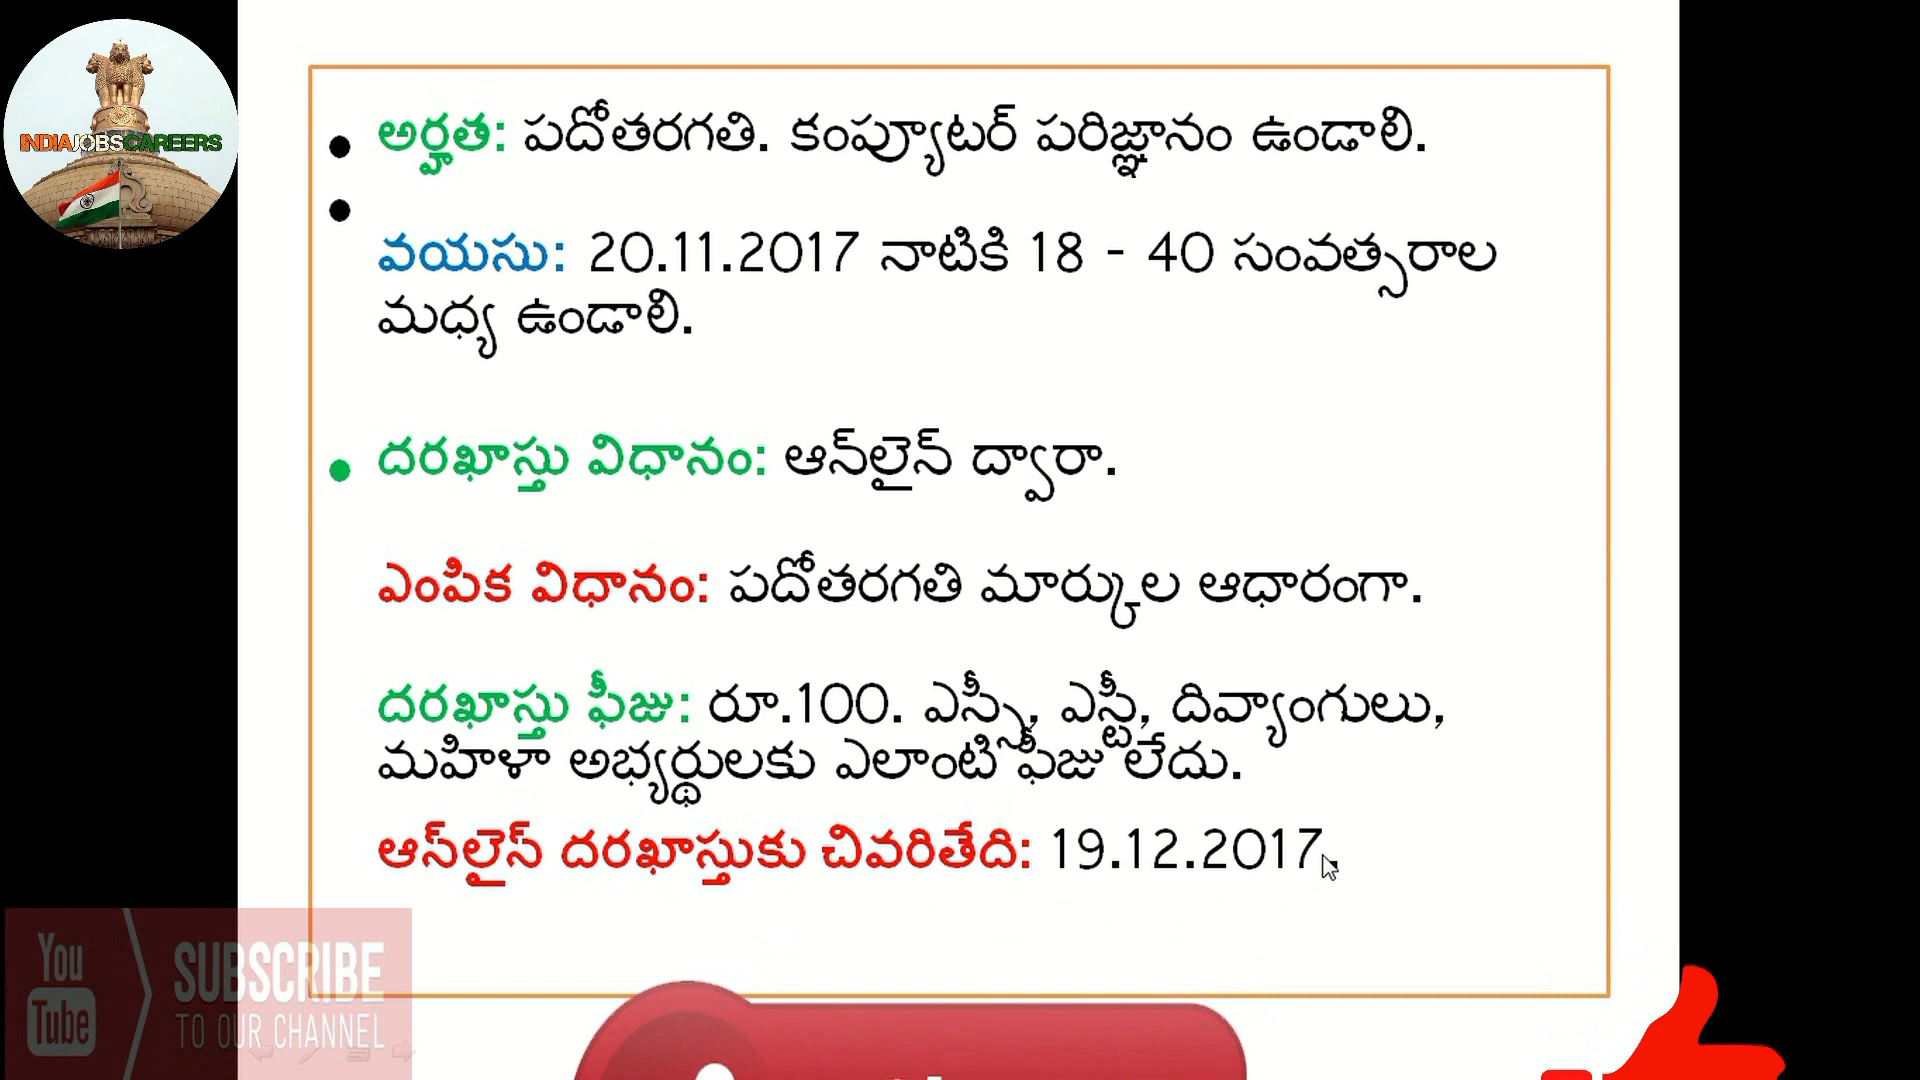 INDIAJOBSCAREERS
అర్హత: పదోతరగతి. కంప్యూటర్ పరిజ్ఞానం ఉండాలి.
వయసు: 20.11.2017 నాటికి 18 - 40 సంవత్సరాల
మధ్య ఉండాలి.
దరఖాస్తు విధానం: ఆన్‌లైన్ ద్వారా.
ఎంపిక విధానం: పదోతరగతి మార్కుల ఆధారంగా.
దరఖాస్తు ఫీజు: రూ.100. ఎస్సీ, ఎస్టీ, దివ్యాంగులు,
మహిళా అభ్యర్థులకు ఎలాంటి ఫీజు లేదు.
ఆన్‌లైన్ దరఖాస్తుకు చివరితేది: 19.12.2017.
You Tube
SUBSCRIBE
TO OUR CHANNEL